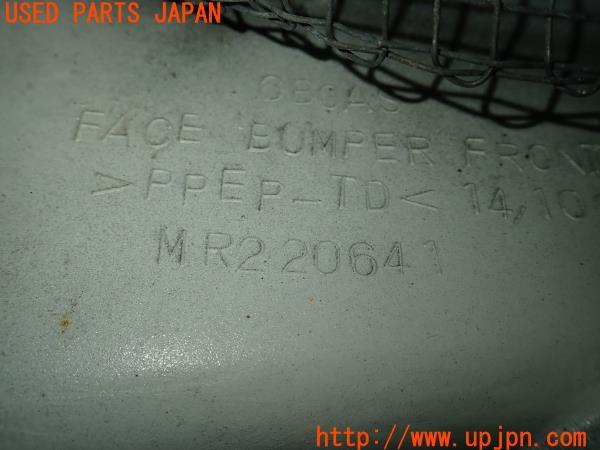 USED PARTS JAPAN
FACE BUMPER FRONT
>PPEP-TD< 14/10
MR220641
http://www.upjpn.com/